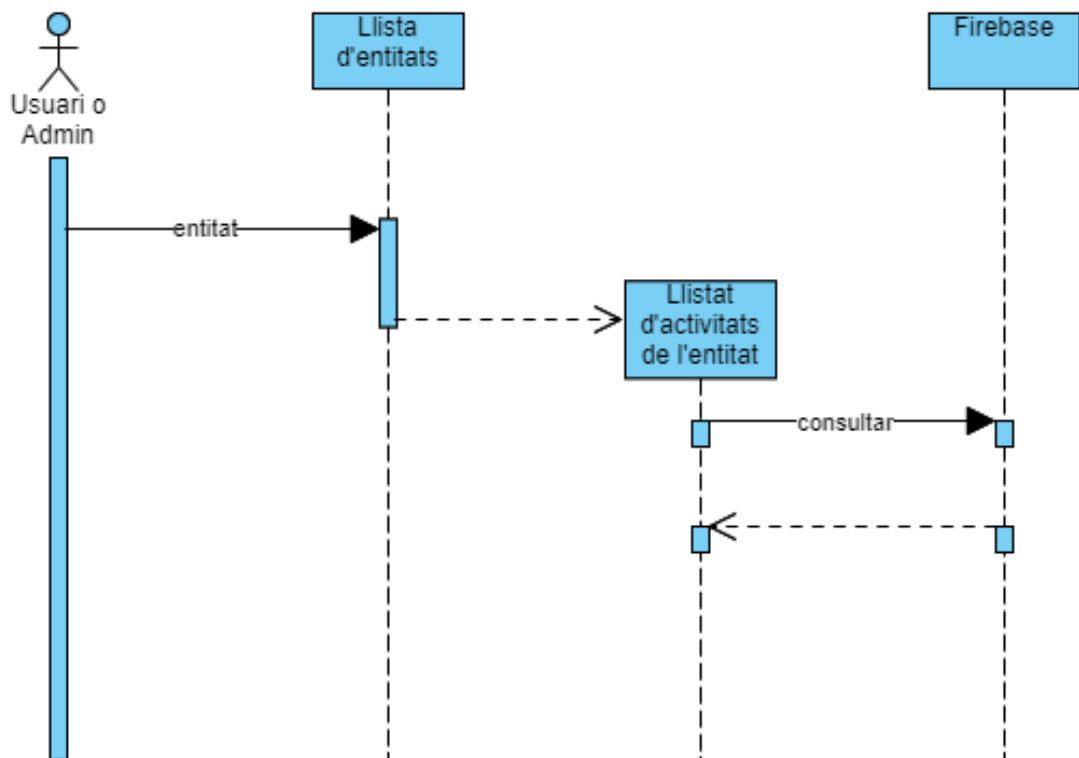 Llista
d'entitats
Firebase
Usuari o
Admin
entitat
Llistat
d'activitats
de l'entitat
consultar